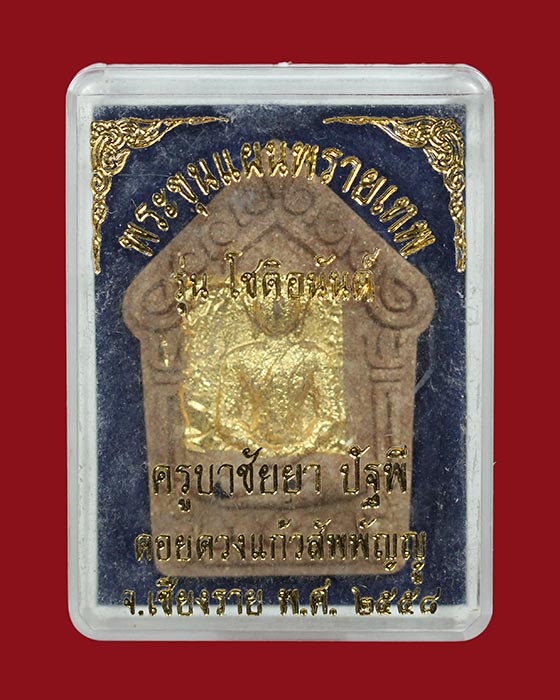 พระขุนแผนพรายเทพ
รุ่น โชติอนันต์
ครูบาชัยยา ปัฐพี
ดอยดวงแก้วสัพพัญญู
จ.เชียงราย พ.ศ. ๒๕๕๘